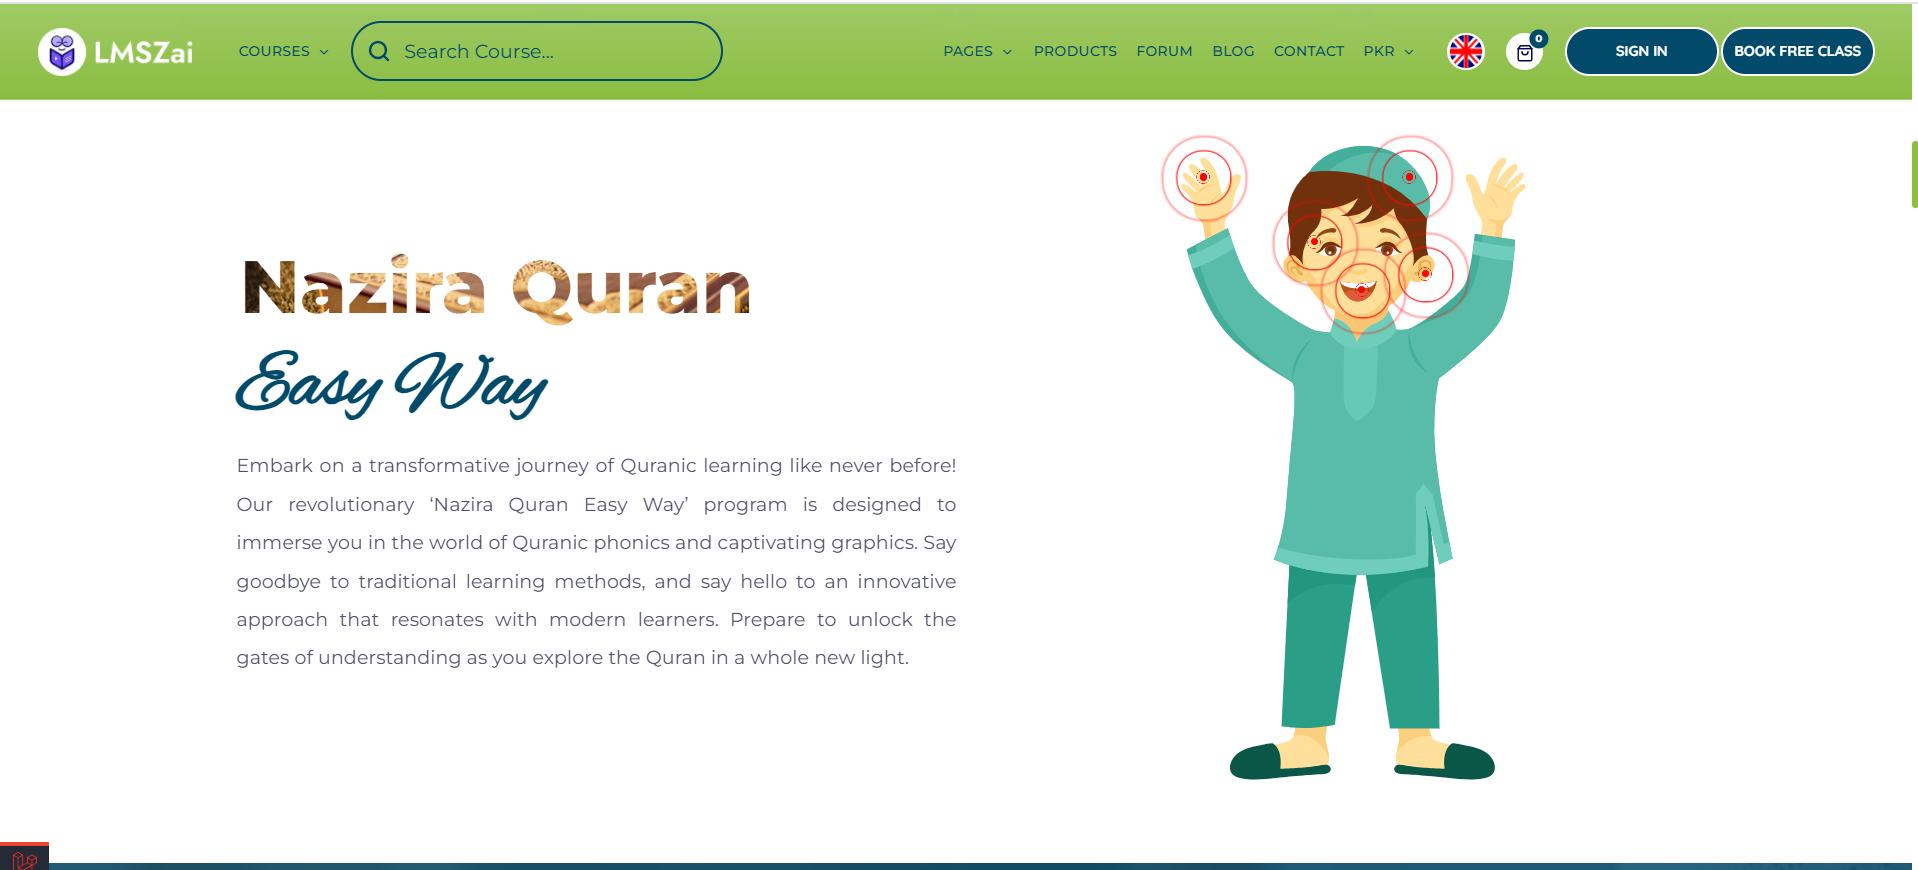 LMSZai
COURSES
Search Course...
PAGES
PRODUCTS
FORUM
BLOG
CONTACT
PKR
0
SIGN IN
BOOK FREE CLASS
Nazira Quran
Easy Way
Embark on a transformative journey of Quranic learning like never before!
Our revolutionary ‘Nazira Quran Easy Way’ program is designed to
immerse you in the world of Quranic phonics and captivating graphics. Say
goodbye to traditional learning methods, and say hello to an innovative
approach that resonates with modern learners. Prepare to unlock the
gates of understanding as you explore the Quran in a whole new light.